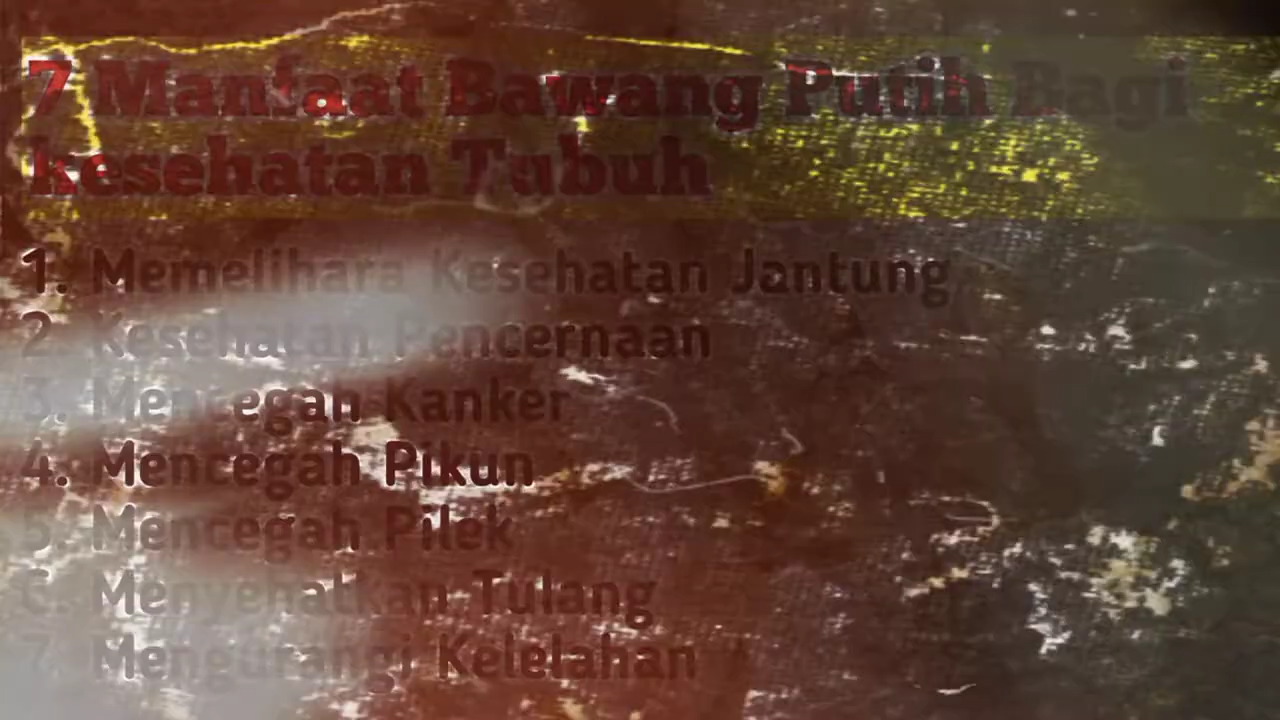 7 Manfaat Bawang Putih Bagi
kesehatan Tubuh
1. Memelihara Kesehatan Jantung
2. Kesehatan Pencernaan
3. Mencegah Kanker
4. Mencegah Pikun
5. Mencegah Pilek
6. Menyehatkan Tulang
7. Mengurangi Kelelahan